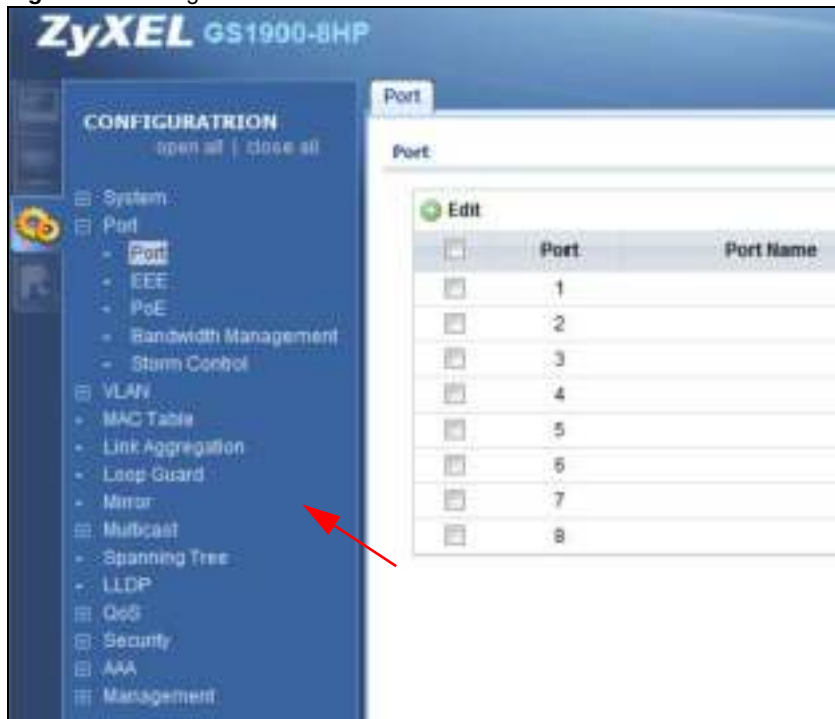 ZyXEL GS1900-8HP
CONFIGURATRION
open all | close all
System
Port
Port
EEE
PoE
Bandwidth Management
Storm Control
VLAN
MAC Table
Link Aggregation
Loop Guard
Mirror
Multicast
Spanning Tree
LLDP
QoS
Security
AAA
Management
Port
Port
Edit
Port Port Name
1
2
3
4
5
6
7
8